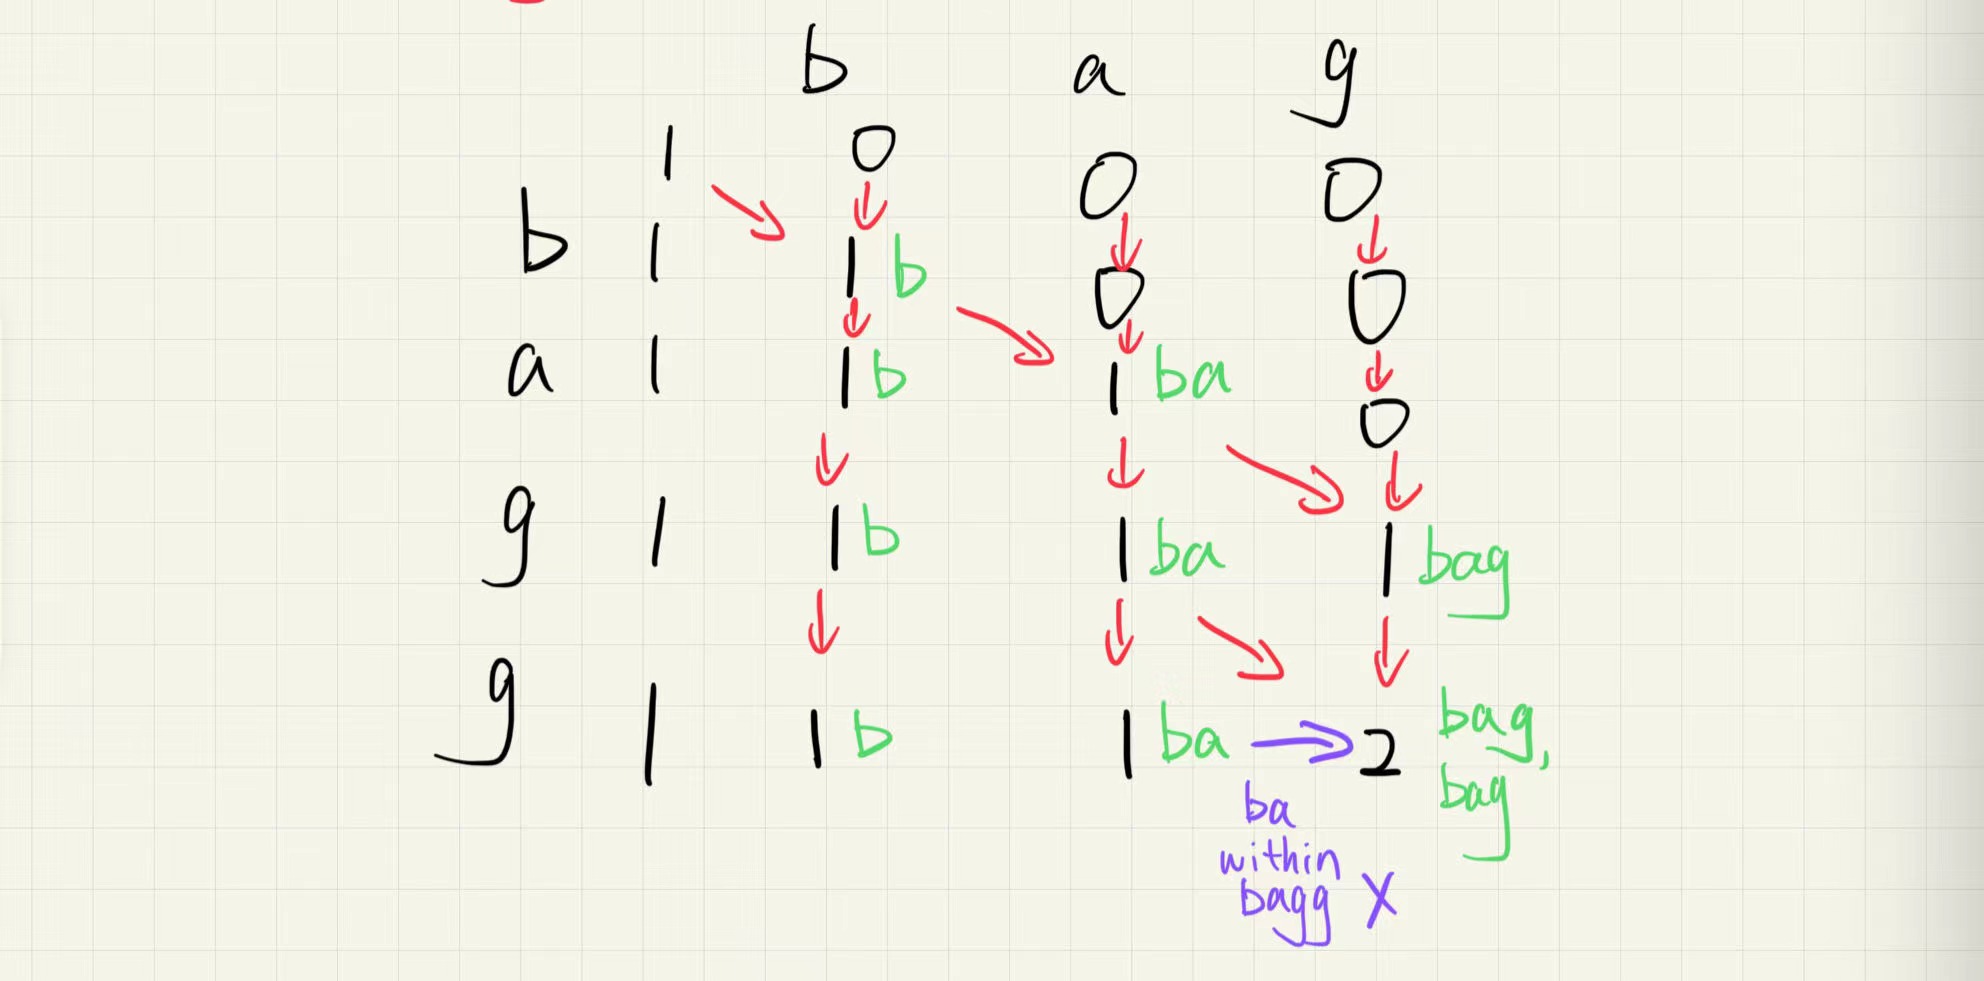 b a g
1 0 0 0
b 1 1 b 0 0
a 1 1 b 1 ba 0
g 1 1 b 1 ba 1 bag
g 1 1 b 1 ba 2 bag,
bag
ba
within
bagg X